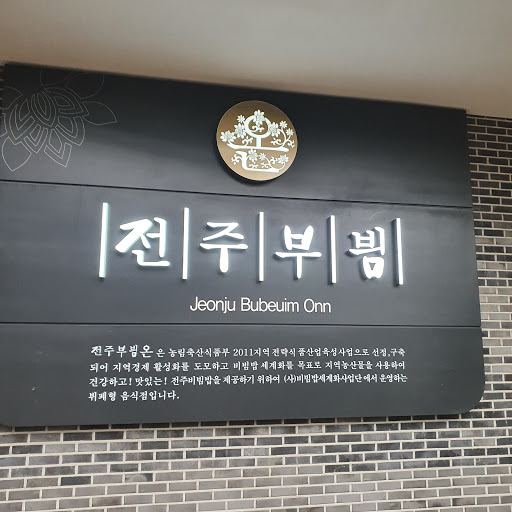 온
전주부빔
Jeonju Bubeuim Onn
전주부빔온 은 농림축산식품부 2011지역 전략식품산업육성사업으로 선정,구축
되어 지역경제 활성화를 도모하고 비빔밥 세계화를 목표로 지역농산물을 사용하여
건강하고! 맛있는! 전주비빔밥을 제공하기 위하여 (사)비빔밥세계화사업단에서 운영하는
뷔페형 음식점입니다.